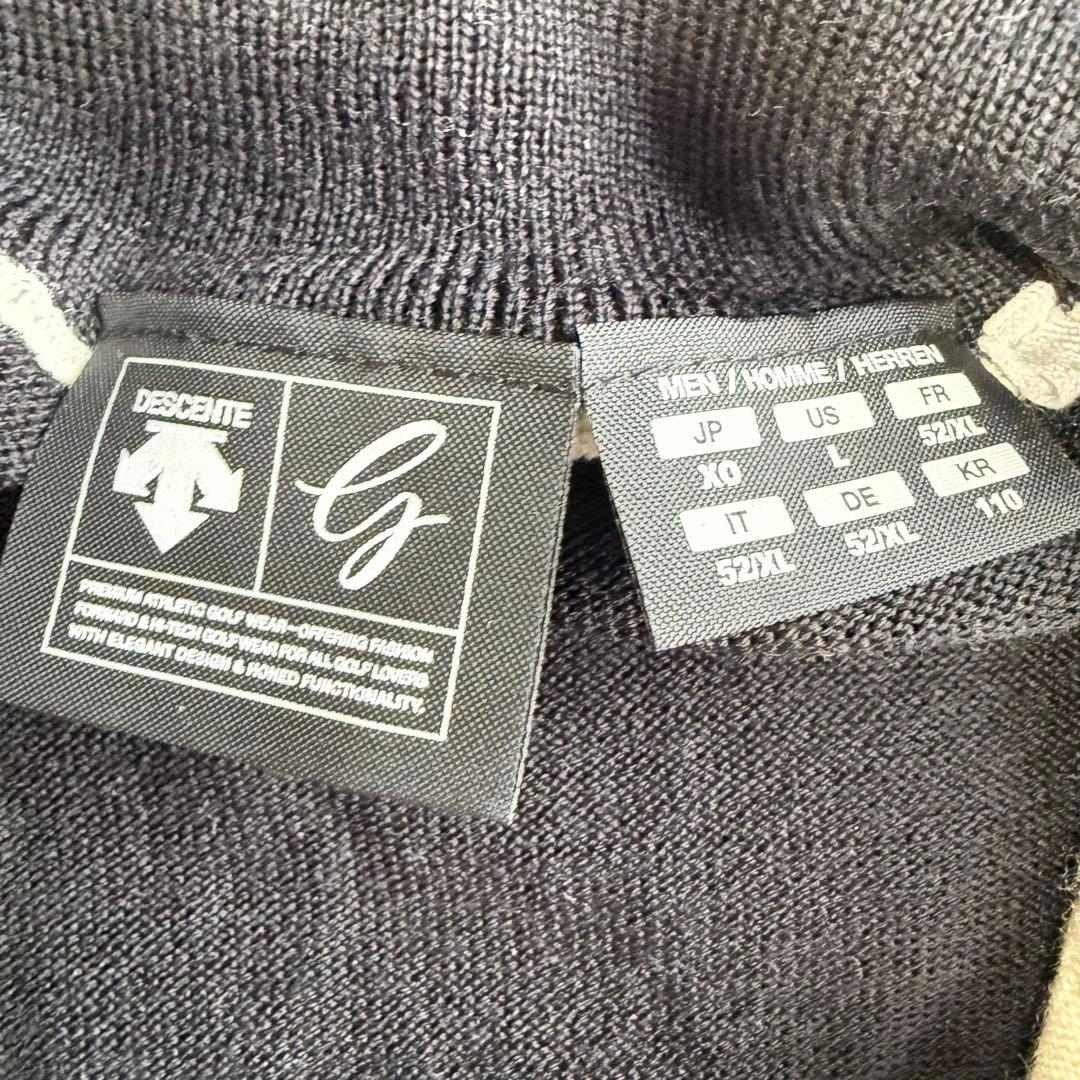 DESCENTE
G
PREMIUM ATHLETIC GOLF WEAR—OFFERING FASHION
FORWARD & HI-TECH GOLF WEAR FOR ALL GOLF LOVERS
WITH ELEGANT DESIGN & HONED FUNCTIONALITY.
MEN / HOMME / HERREN
JP US FR
XO L 52/XL
IT DE KR
52/XL 52/XL 110